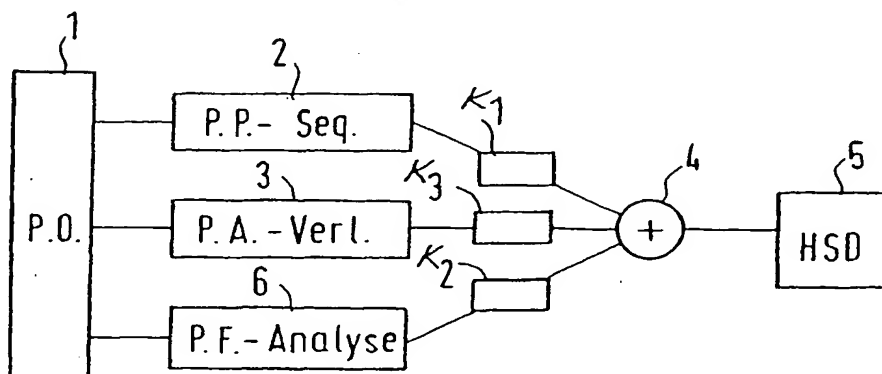 1
2
P.P.- Seq.
K1
3
P.A.-Verl.
K3
4
+
5
HSD
P.O.
6
P.F.-Analyse
K2